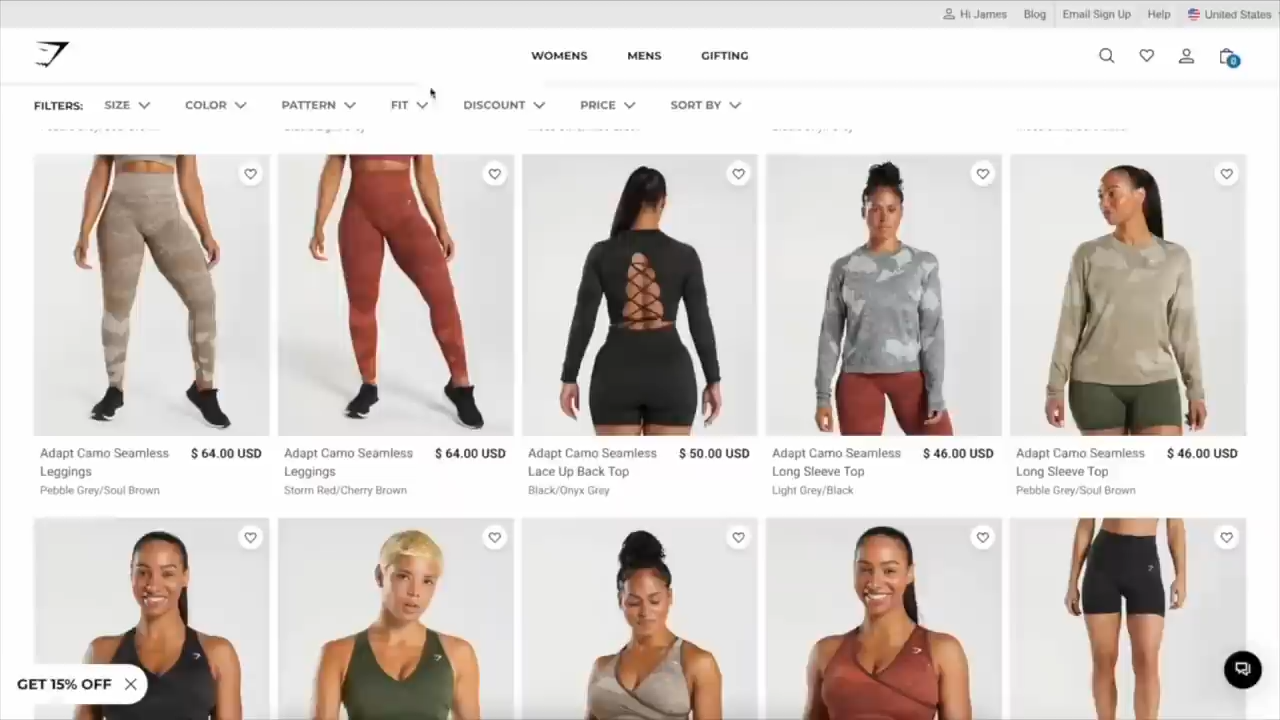 Hi James
Blog
Email Sign Up
Help
United States
WOMENS
MENS
GIFTING
0
FILTERS:
SIZE
COLOR
PATTERN
FIT
DISCOUNT
PRICE
SORT BY
Adapt Camo Seamless
Leggings
$ 64.00 USD
Pebble Grey/Soul Brown
Adapt Camo Seamless
Leggings
$ 64.00 USD
Storm Red/Cherry Brown
Adapt Camo Seamless
Lace Up Back Top
$ 50.00 USD
Black/Onyx Grey
Adapt Camo Seamless
Long Sleeve Top
$ 46.00 USD
Light Grey/Black
Adapt Camo Seamless
Long Sleeve Top
$ 46.00 USD
Pebble Grey/Soul Brown
GET 15% OFF